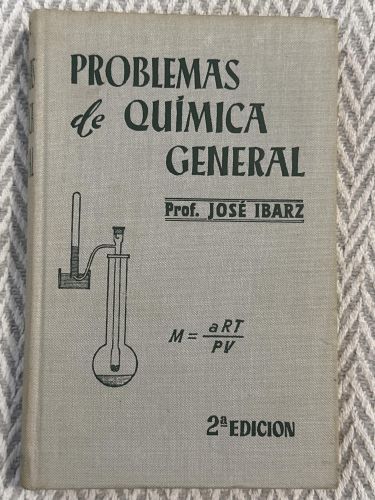 PROBLEMAS
de QUÍMICA
GENERAL
Prof. JOSÉ IBARZ
M = aRT
PV
2ª EDICION